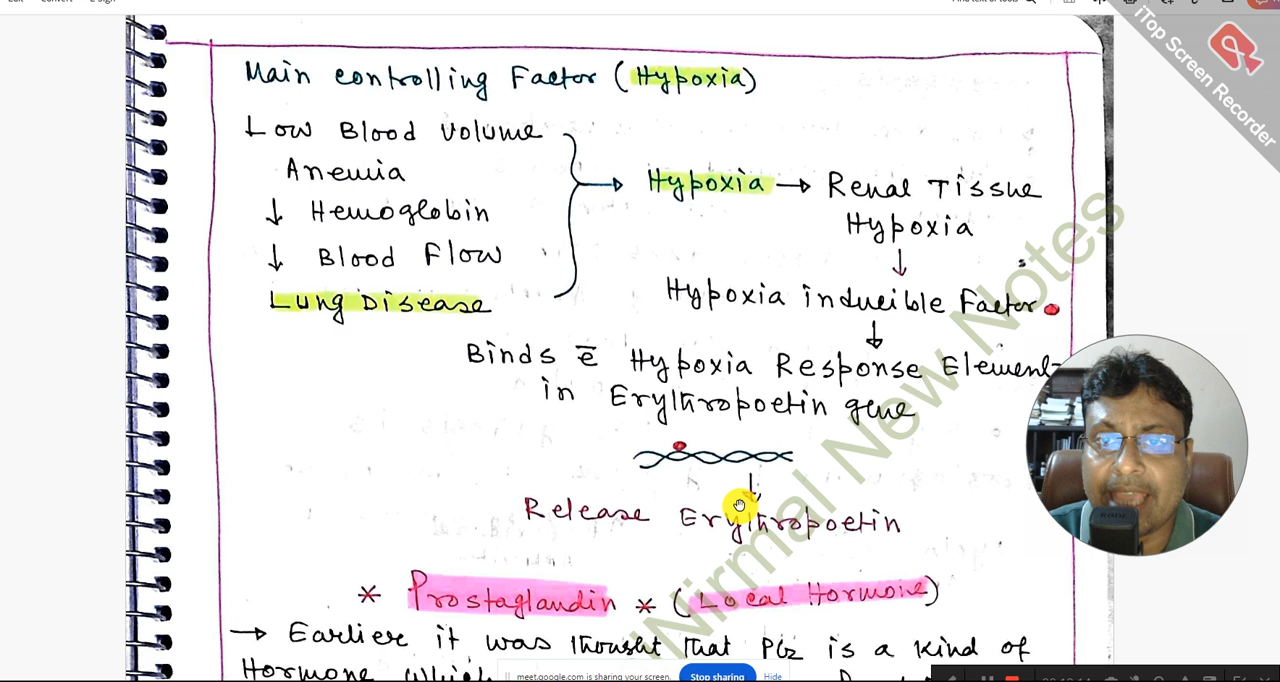 iTop Screen Recorder
Main controlling Factor (Hypoxia)
Low Blood Volume
Anemia
↓ Hemoglobin
↓ Blood Flow
Lung Disease
→ Hypoxia → Renal Tissue
Hypoxia
↓
Hypoxia inducible Factor
↓
Binds c̄ Hypoxia Response Element
in Erythropoetin gene
↓
Release Erythropoetin
* Prostaglandin * (Local Hormone)
→ Earlier it was thought that PG is a kind of
Hormone which
Nirmal New Notes
meet.google.com is sharing your screen.
Stop sharing
Hide